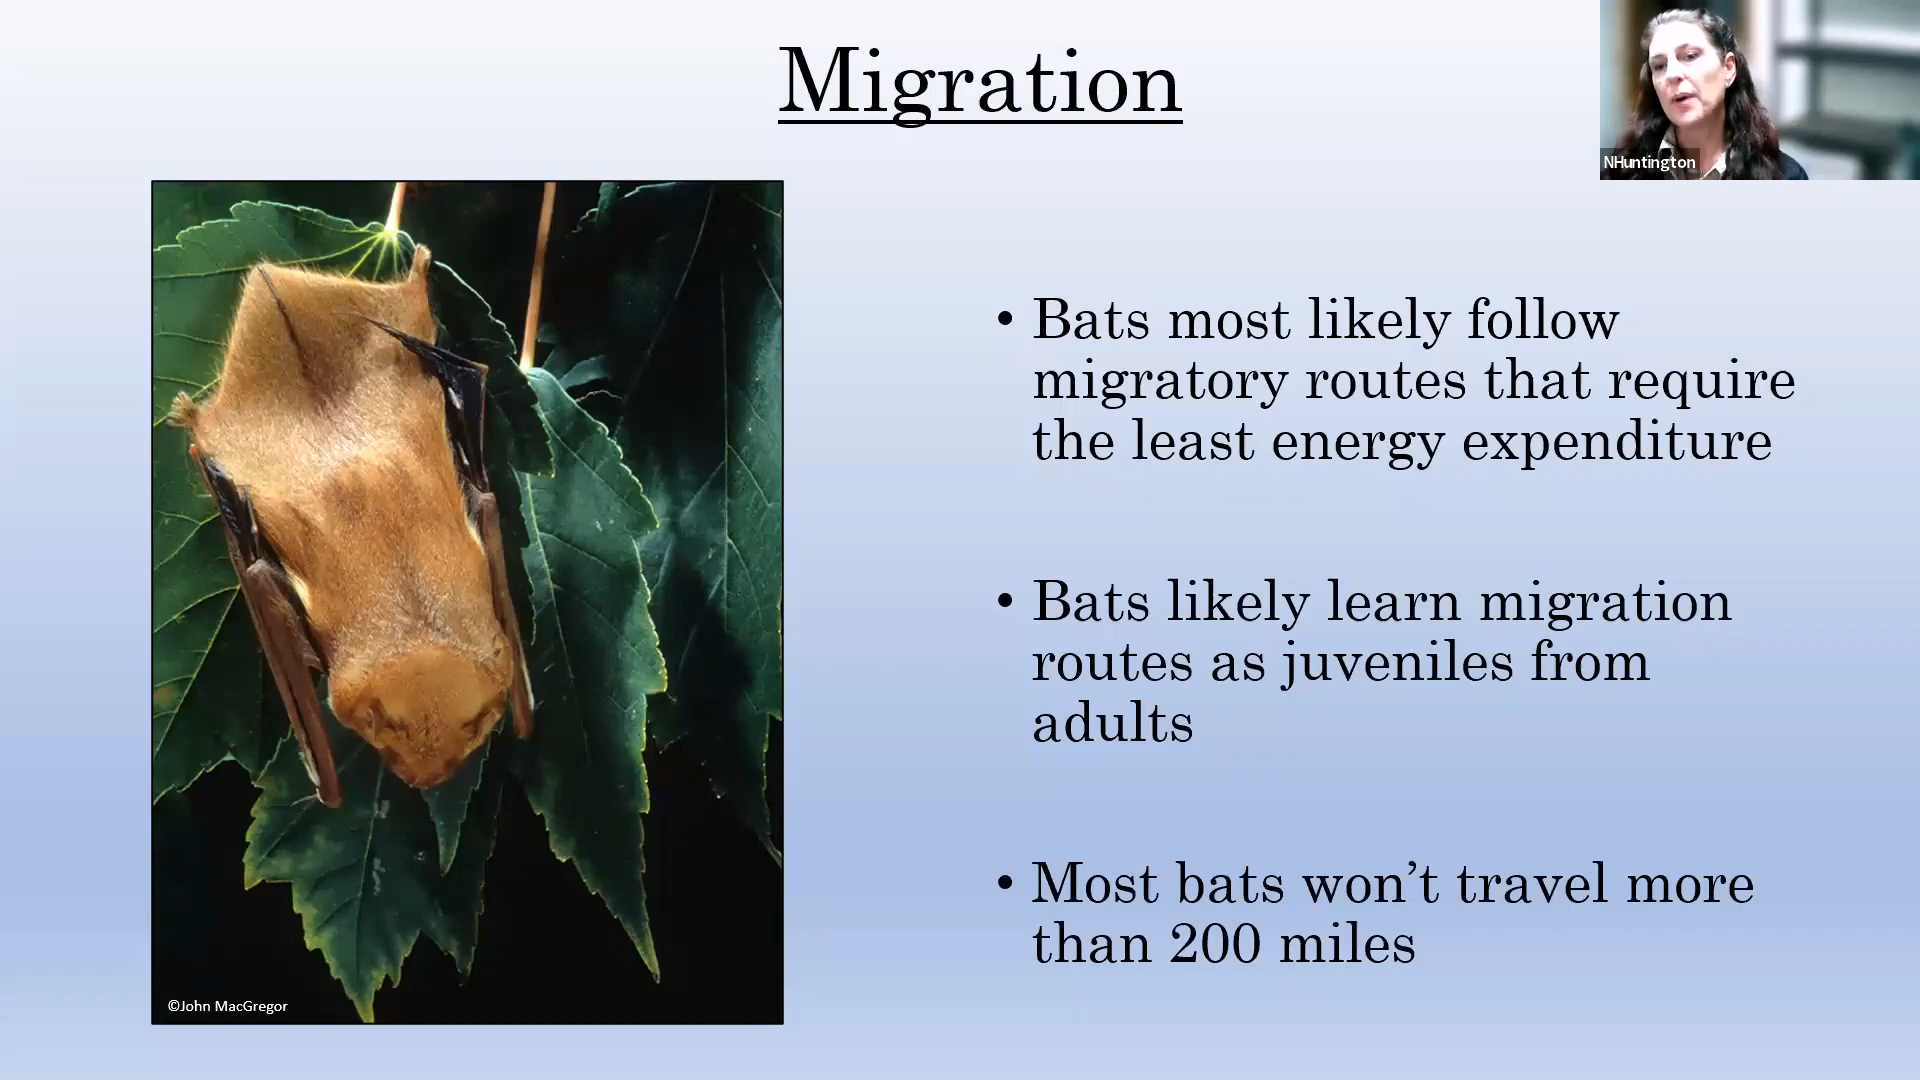 Migration
NHuntington
• Bats most likely follow
migratory routes that require
the least energy expenditure
• Bats likely learn migration
routes as juveniles from
adults
• Most bats won’t travel more
than 200 miles
©John MacGregor